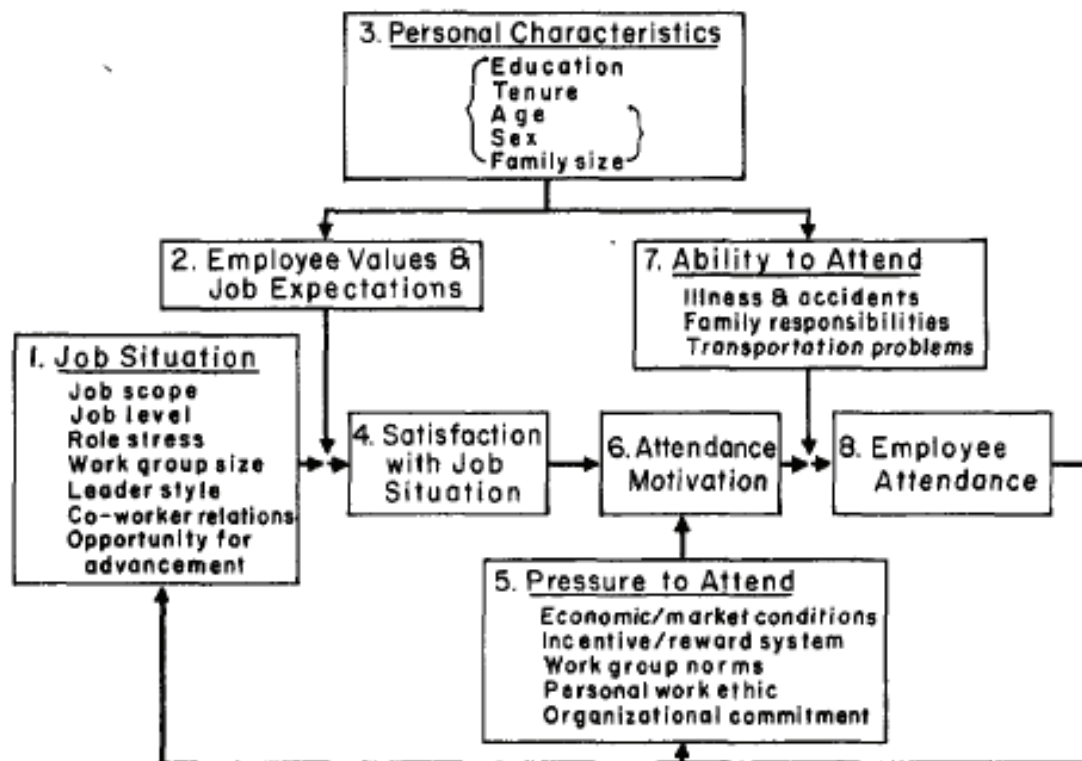 3. Personal Characteristics
Education
Tenure
Age
Sex
Family size
2. Employee Values &
Job Expectations
7. Ability to Attend
Illness & accidents
Family responsibilities
Transportation problems
1. Job Situation
Job scope
Job level
Role stress
Work group size
Leader style
Co-worker relations
Opportunity for
advancement
4. Satisfaction
with Job
Situation
6. Attendance
Motivation
8. Employee
Attendance
5. Pressure to Attend
Economic/market conditions
Incentive/reward system
Work group norms
Personal work ethic
Organizational commitment